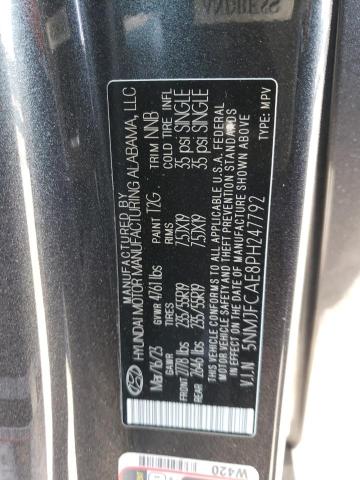 HYUNDAI MOTOR MANUFACTURING ALABAMA, LLC
Mar/16/23 PAINT T2G TRIM NNB
GVWR 4761 lbs
GAWR TIRES RIMS COLD TIRE INFL
FRONT 2778 lbs 235/55R19 7.5JX19 35 psi SINGLE
REAR 2646 lbs 235/55R19 7.5JX19 35 psi SINGLE
THIS VEHICLE CONFORMS TO ALL APPLICABLE U.S.A. FEDERAL
MOTOR VEHICLE SAFETY AND THEFT PREVENTION STANDARDS
IN EFFECT ON THE DATE OF MANUFACTURE SHOWN ABOVE.
V.I.N 5NMJFCAE8PH247792 TYPE: MPV
W420